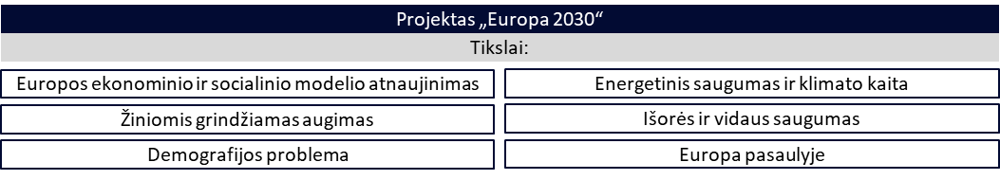 Projektas „Europa 2030“
Tikslai:
Europos ekonominio ir socialinio modelio atnaujinimas
Energetinis saugumas ir klimato kaita
Žiniomis grindžiamas augimas
Išorės ir vidaus saugumas
Demografijos problema
Europa pasaulyje